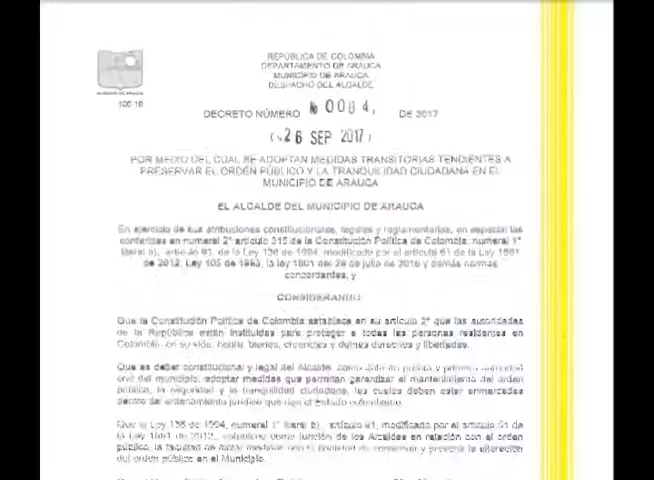 REPÚBLICA DE COLOMBIA
DEPARTAMENTO DE ARAUCA
MUNICIPIO DE ARAUCA
DESPACHO DEL ALCALDE
MUNICIPIO DE ARAUCA
100.16
DECRETO NÚMERO № 0084, DE 2017
( 26 SEP 2017 )
POR MEDIO DEL CUAL SE ADOPTAN MEDIDAS TRANSITORIAS TENDIENTES A
PRESERVAR EL ORDEN PÚBLICO Y LA TRANQUILIDAD CIUDADANA EN EL
MUNICIPIO DE ARAUCA
EL ALCALDE DEL MUNICIPIO DE ARAUCA
En ejercicio de sus atribuciones constitucionales, legales y reglamentarias, en especial las
conferidas en numeral 2° artículo 315 de la Constitución Política de Colombia, numeral 1°
literal b), artículo 91, de la Ley 136 de 1994, modificado por el artículo 61 de la Ley 1551
de 2012, Ley 105 de 1993, la ley 1801 del 29 de julio de 2016 y demás normas
concordantes, y
CONSIDERANDO
Que la Constitución Política de Colombia establece en su artículo 2° que las autoridades
de la República están instituidas para proteger a todas las personas residentes en
Colombia, en su vida, honra, bienes, creencias y demás derechos y libertades.
Que es deber constitucional y legal del Alcalde, como Jefe de policía y primera autoridad
civil del municipio, adoptar medidas que permitan garantizar el mantenimiento del orden
público, la seguridad y la tranquilidad ciudadana, las cuales deben estar enmarcadas
dentro del ordenamiento jurídico que rige el Estado colombiano.
Que la Ley 136 de 1994, numeral 1° literal b), artículo 91, modificado por el artículo 61 de
la Ley 1551 de 2012, establece como función de los Alcaldes en relación con el orden
público, la facultad de dictar medidas con la finalidad de conservar y prevenir la alteración
del orden público en el Municipio.